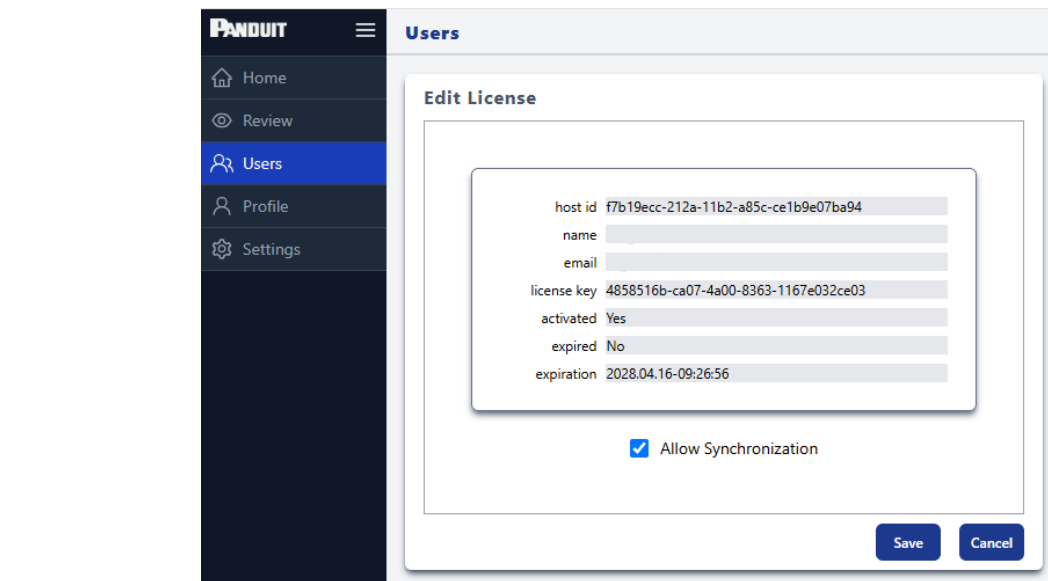 PANDUIT
Users
Home
Review
Users
Profile
Settings
Edit License
host id f7b19ecc-212a-11b2-a85c-ce1b9e07ba94
name
email
license key 4858516b-ca07-4a00-8363-1167e032ce03
activated Yes
expired No
expiration 2028.04.16-09:26:56
Allow Synchronization
Save Cancel